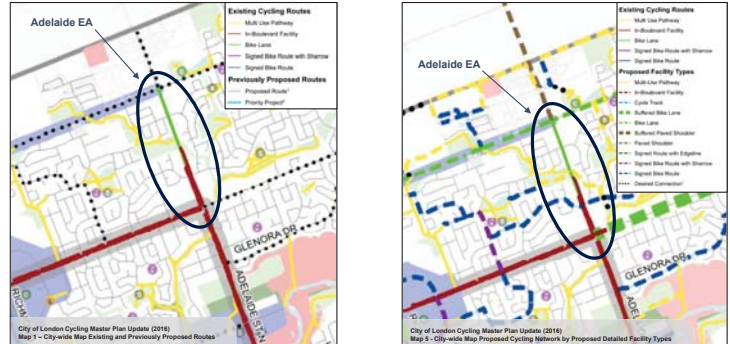 Adelaide EA
Existing Cycling Routes
Multi Use Pathway
In-Boulevard Facility
Bike Lane
Signed Bike Route with Sharrow
Signed Bike Route
Previously Proposed Routes
Proposed Route¹
Priority Project²
GLENORA DR
ADELAIDE ST N
RICHM
City of London Cycling Master Plan Update (2016)
Map 1 – City-wide Map Existing and Previously Proposed Routes
Adelaide EA
Existing Cycling Routes
Multi Use Pathway
In-Boulevard Facility
Bike Lane
Signed Bike Route with Sharrow
Signed Bike Route
Proposed Facility Types
Multi-Use Pathway
In-Boulevard Facility
Cycle Track
Buffered Bike Lane
Bike Lane
Buffered Paved Shoulder
Paved Shoulder
Signed Route with Edgeline
Signed Bike Route with Sharrow
Signed Bike Route
Desired Connection¹
GLENORA DR
ADEL
RICH
City of London Cycling Master Plan Update (2016)
Map 5 - City-wide Map Proposed Cycling Network by Proposed Detailed Facility Types